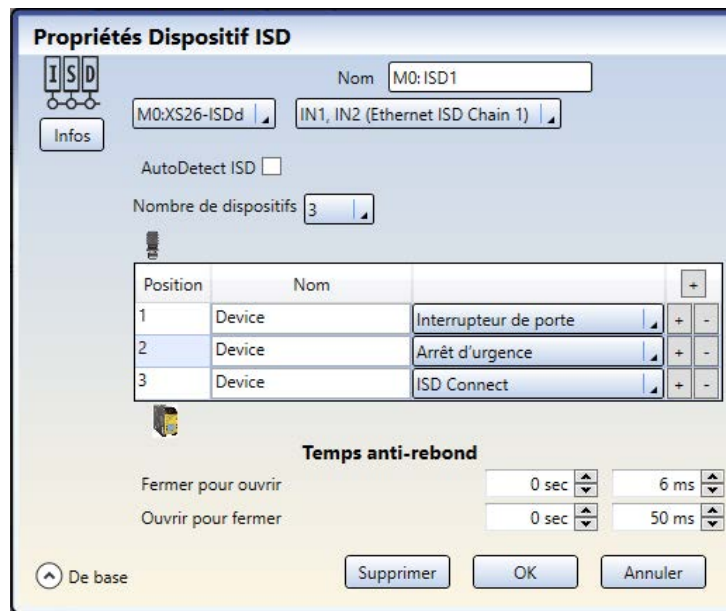 Propriétés Dispositif ISD
ISD
Nom M0:ISD1
M0:XS26-ISDd IN1, IN2 (Ethernet ISD Chain 1)
Infos
AutoDetect ISD
Nombre de dispositifs 3
Position Nom +
1 Device Interrupteur de porte + -
2 Device Arrêt d'urgence + -
3 Device ISD Connect + -
Temps anti-rebond
Fermer pour ouvrir 0 sec 6 ms
Ouvrir pour fermer 0 sec 50 ms
De base Supprimer OK Annuler